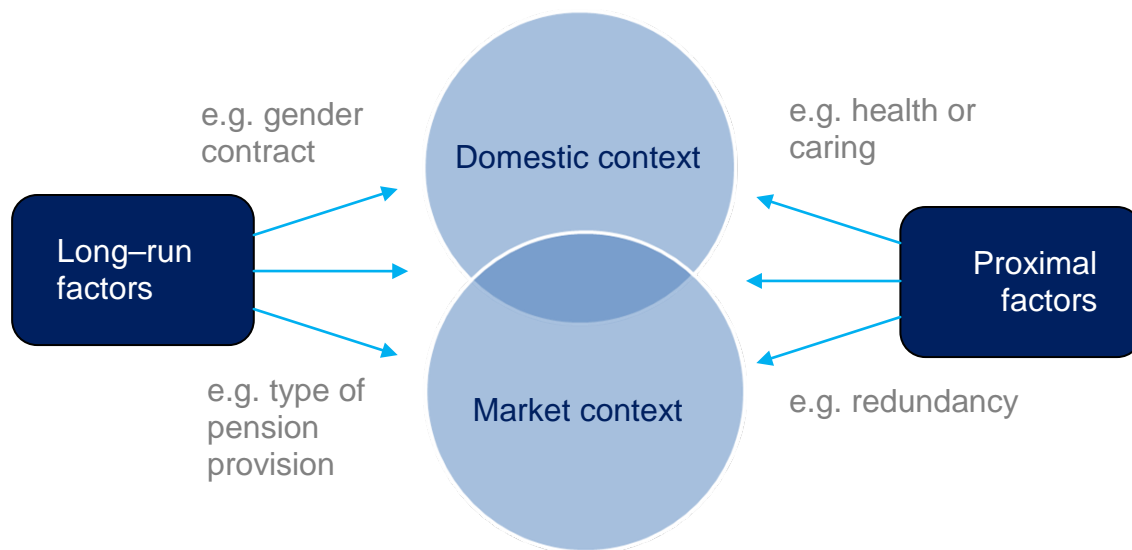 e.g. gender
contract
Domestic context
e.g. health or
caring
Long–run
factors
Proximal
factors
e.g. type of
pension
provision
Market context
e.g. redundancy